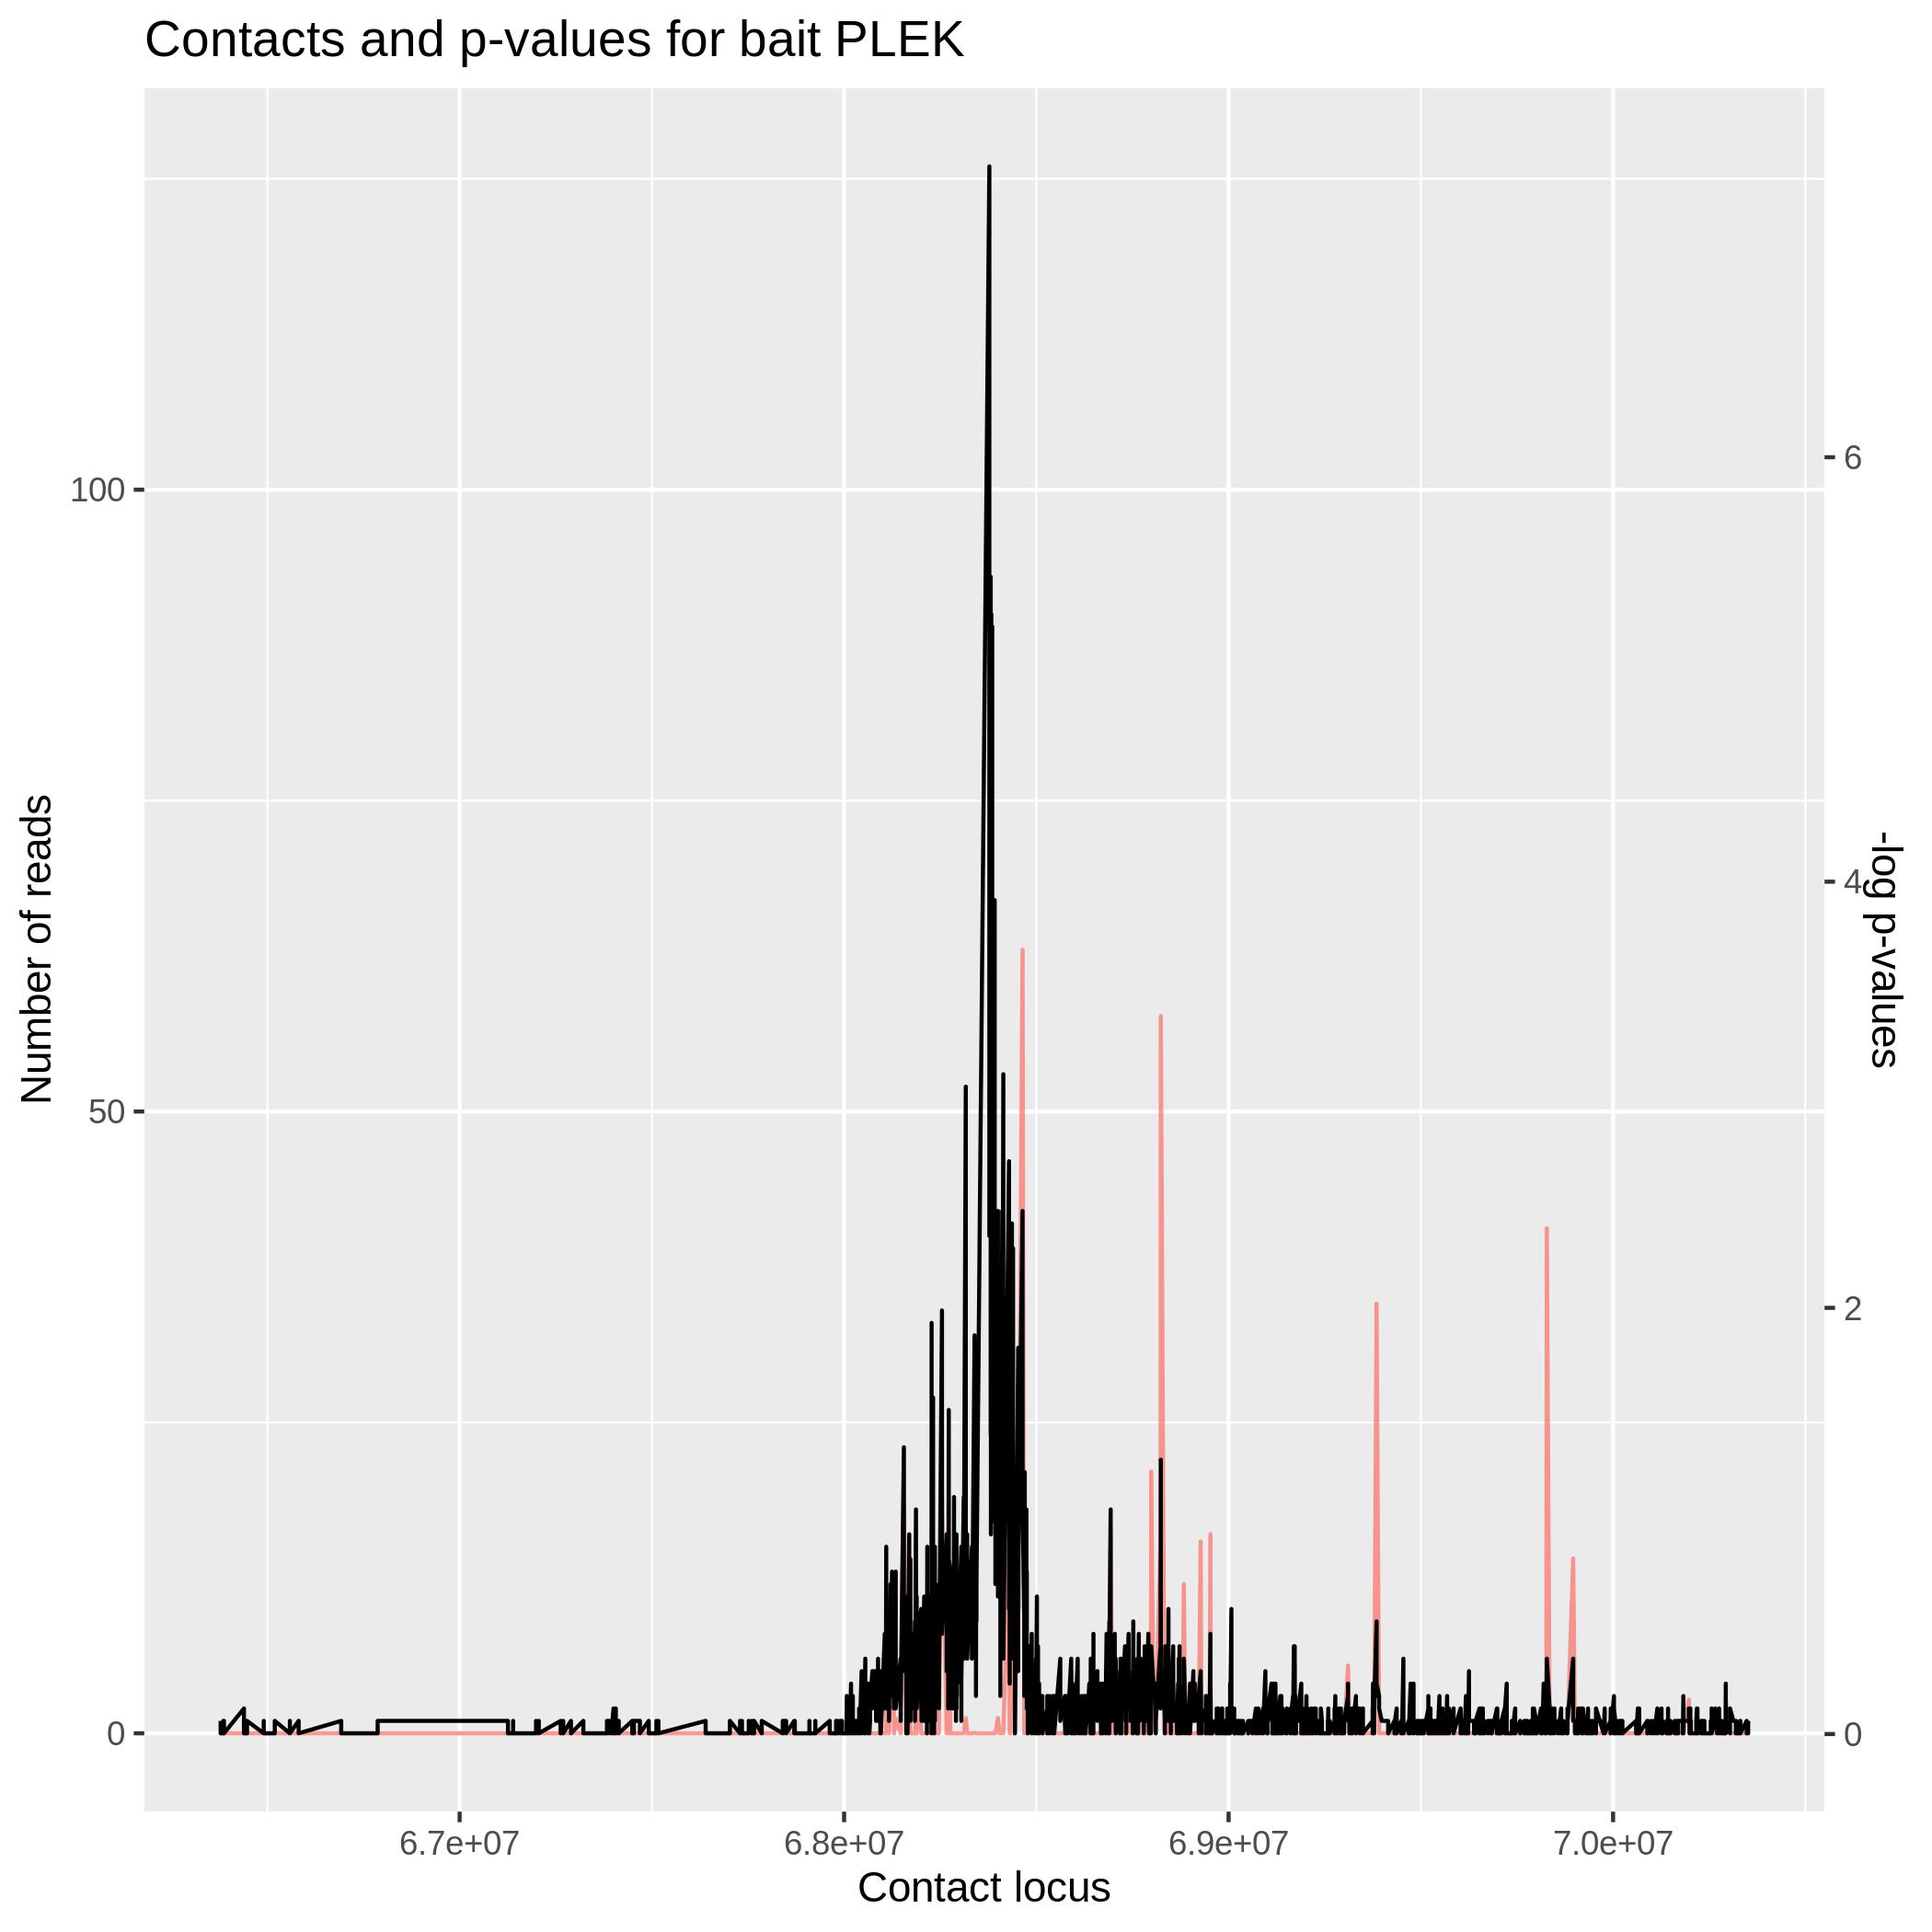 Contacts and p-values for bait PLEK
Number of reads
100
50
0
6
4
2
0
-log p-values
6.7e+07
6.8e+07
6.9e+07
7.0e+07
Contact locus